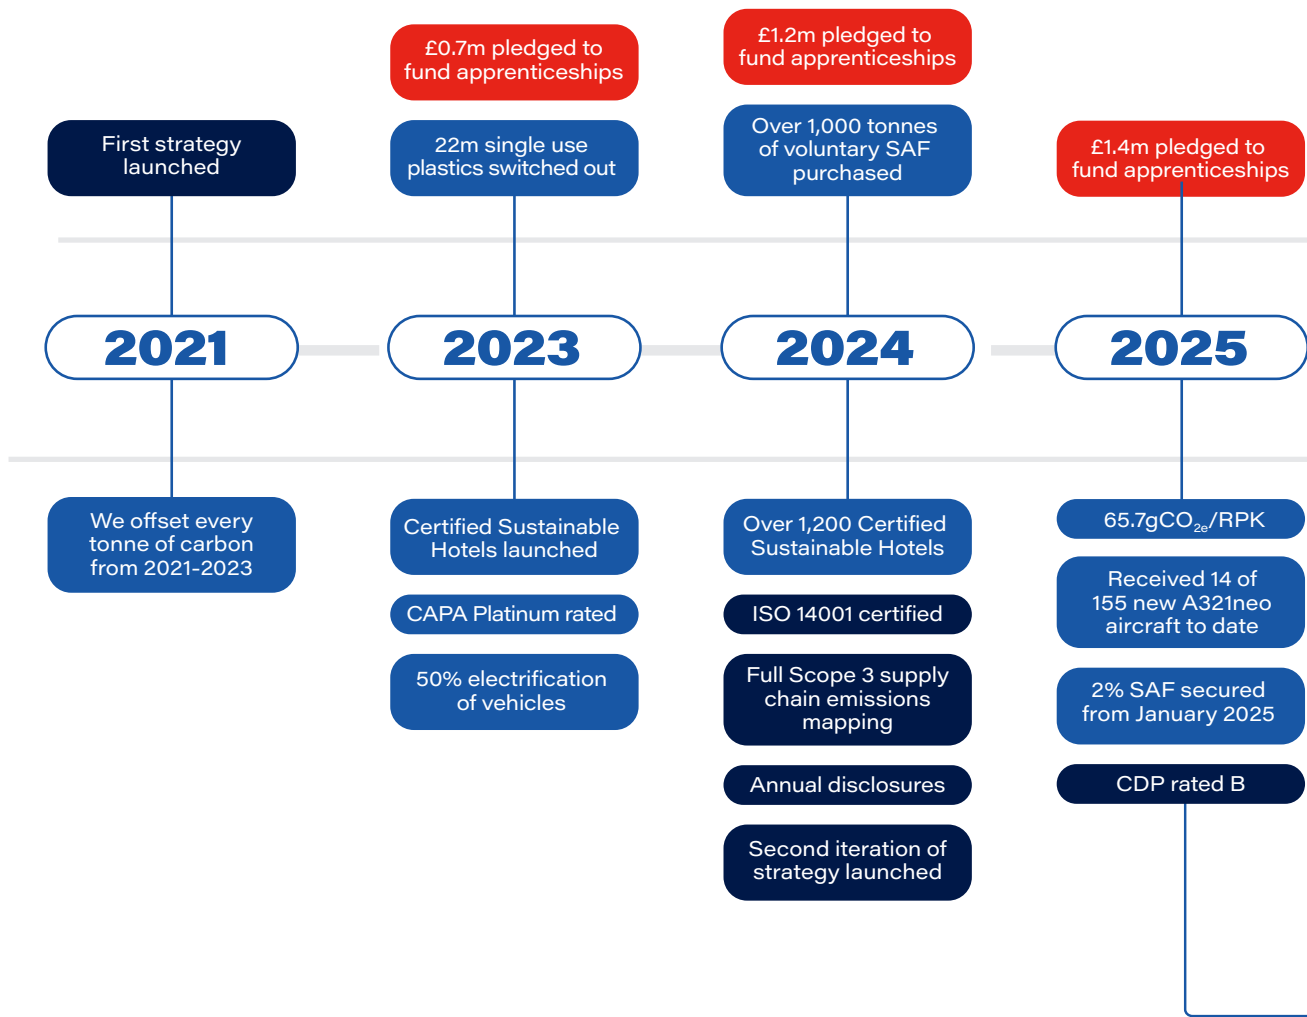 First strategy
launched
2021
We offset every
tonne of carbon
from 2021-2023
£0.7m pledged to
fund apprenticeships
22m single use
plastics switched out
2023
Certified Sustainable
Hotels launched
CAPA Platinum rated
50% electrification
of vehicles
£1.2m pledged to
fund apprenticeships
Over 1,000 tonnes
of voluntary SAF
purchased
2024
Over 1,200 Certified
Sustainable Hotels
ISO 14001 certified
Full Scope 3 supply
chain emissions
mapping
Annual disclosures
Second iteration of
strategy launched
£1.4m pledged to
fund apprenticeships
2025
65.7gCO₂ₑ/RPK
Received 14 of
155 new A321neo
aircraft to date
2% SAF secured
from January 2025
CDP rated B